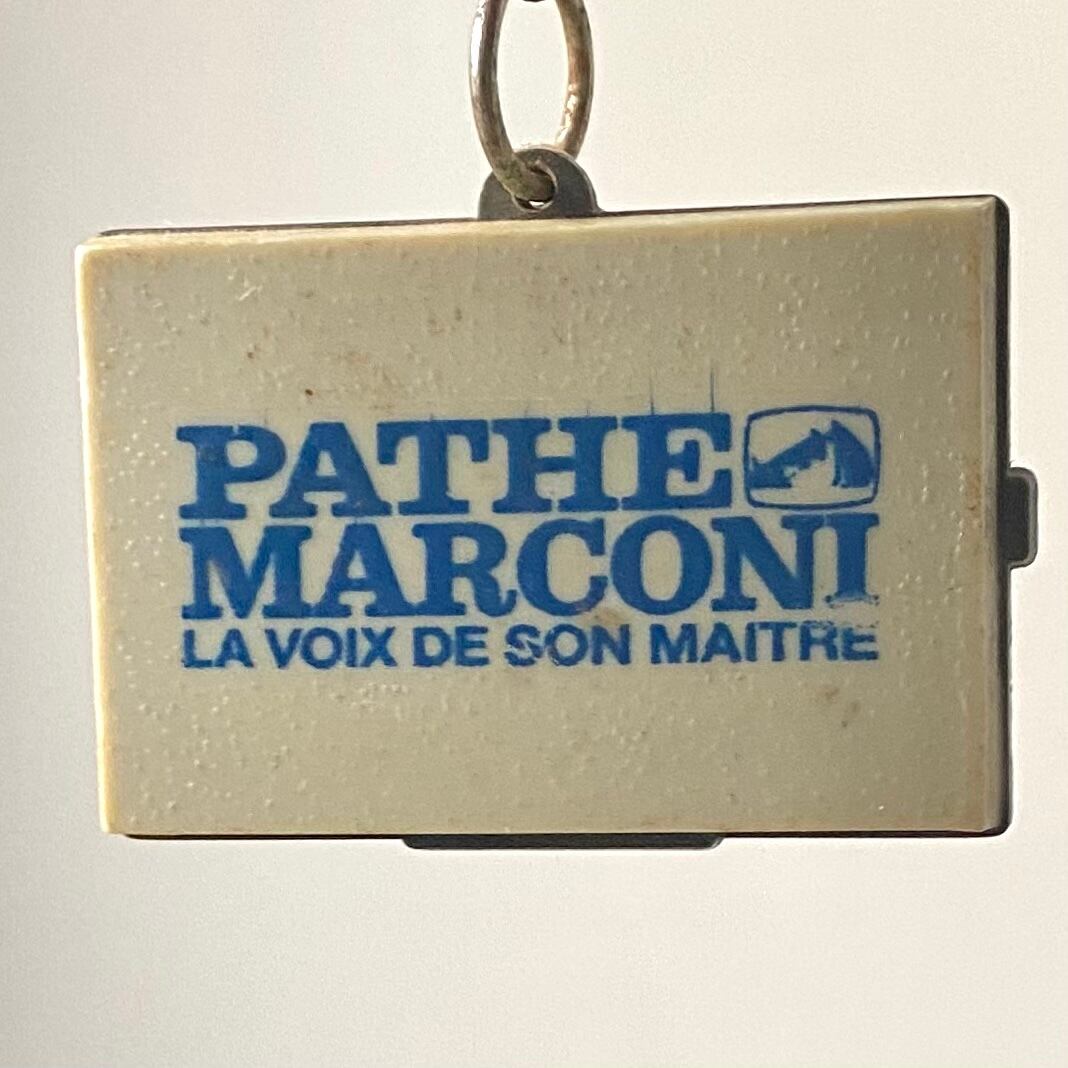 PATHE
MARCONI
LA VOIX DE SON MAITRE